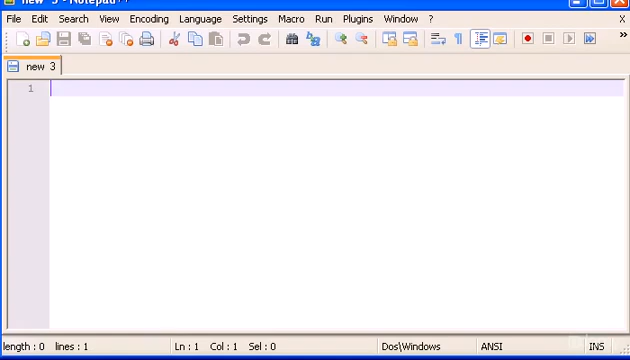 new 3 - Notepad++
File Edit Search View Encoding Language Settings Macro Run Plugins Window ? X
new 3
1
length : 0 lines : 1 Ln : 1 Col : 1 Sel : 0 Dos\Windows ANSI INS